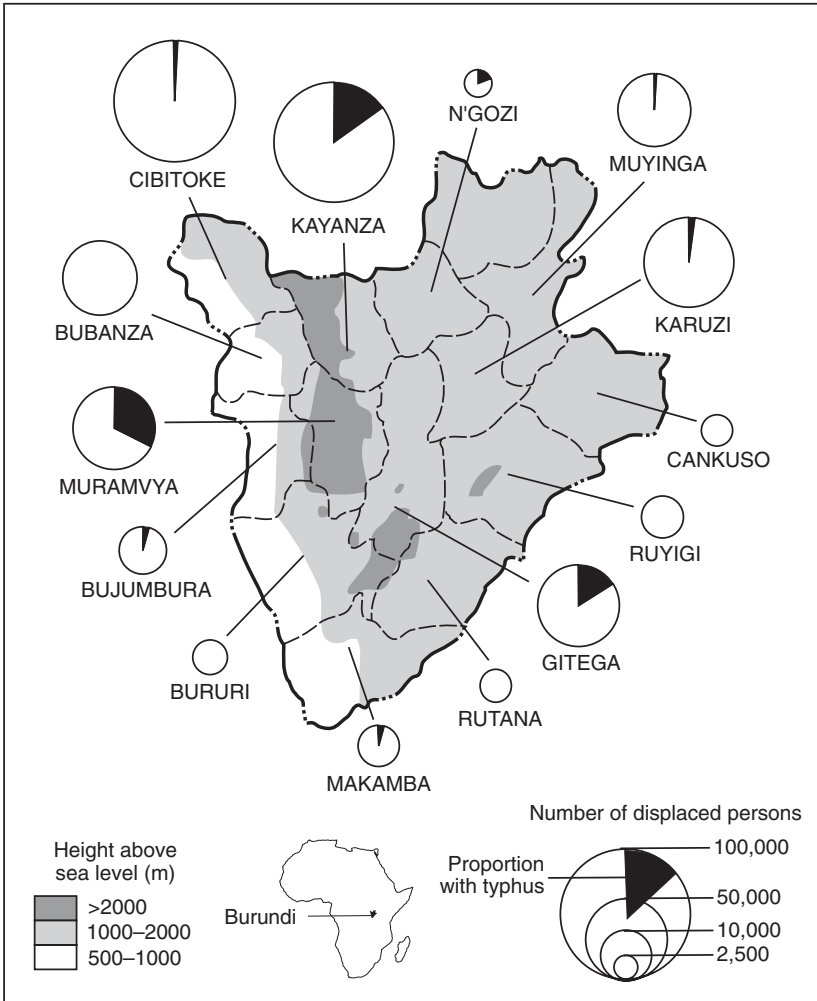 N'GOZI
CIBITOKE
MUYINGA
KAYANZA
BUBANZA
KARUZI
MURAMVYA
CANKUSO
BUJUMBURA
RUYIGI
BURURI
GITEGA
RUTANA
MAKAMBA
Height above
sea level (m)
>2000
1000–2000
500–1000
Burundi
Number of displaced persons
Proportion
with typhus
100,000
50,000
10,000
2,500